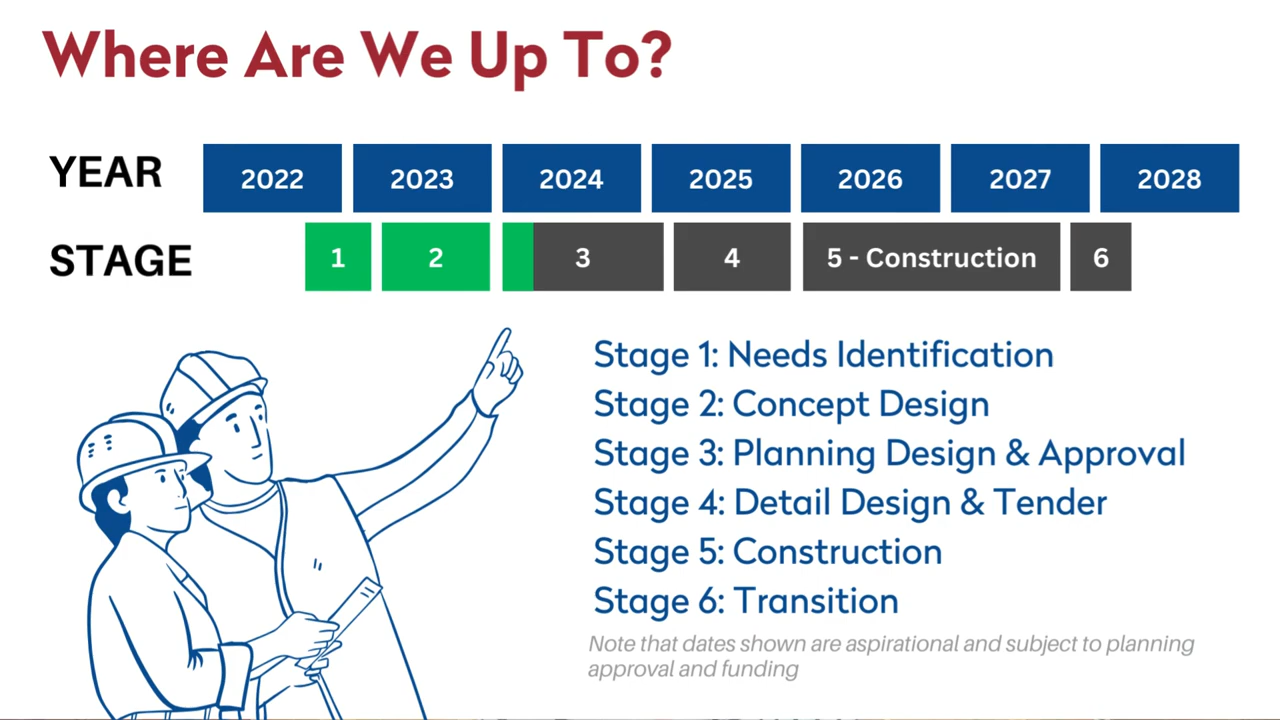 Where Are We Up To?
YEAR 2022 2023 2024 2025 2026 2027 2028
STAGE 1 2 3 4 5 - Construction 6
Stage 1: Needs Identification
Stage 2: Concept Design
Stage 3: Planning Design & Approval
Stage 4: Detail Design & Tender
Stage 5: Construction
Stage 6: Transition
Note that dates shown are aspirational and subject to planning
approval and funding